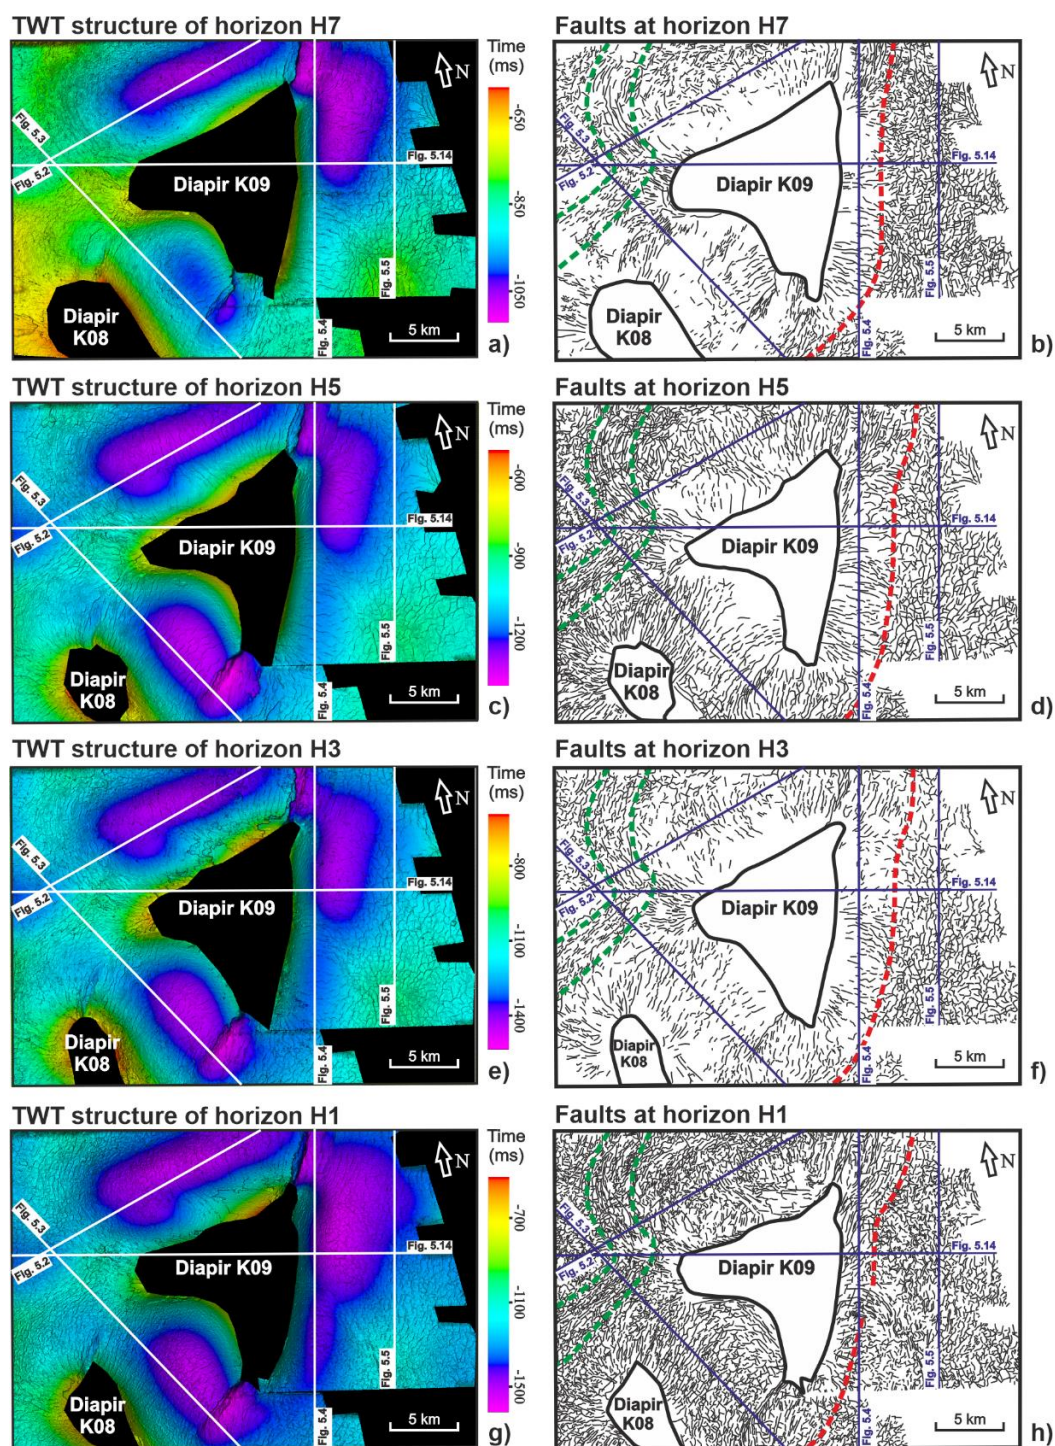 TWT structure of horizon H7
Faults at horizon H7
Time
(ms)
-650
-850
-1050
N
Fig. 5.3
Fig. 5.2
Fig. 5.14
Fig. 5.5
Fig. 5.4
Diapir K09
Diapir
K08
5 km
a)
N
Fig. 5.3
Fig. 5.2
Fig. 5.14
Fig. 5.5
Fig. 5.4
Diapir K09
Diapir
K08
5 km
b)
TWT structure of horizon H5
Faults at horizon H5
Time
(ms)
-600
-900
-1200
N
Fig. 5.3
Fig. 5.2
Fig. 5.14
Fig. 5.5
Fig. 5.4
Diapir K09
Diapir
K08
5 km
c)
N
Fig. 5.3
Fig. 5.2
Fig. 5.14
Fig. 5.5
Fig. 5.4
Diapir K09
Diapir
K08
5 km
d)
TWT structure of horizon H3
Faults at horizon H3
Time
(ms)
-800
-1100
-1400
N
Fig. 5.3
Fig. 5.2
Fig. 5.14
Fig. 5.5
Fig. 5.4
Diapir K09
Diapir
K08
5 km
e)
N
Fig. 5.3
Fig. 5.2
Fig. 5.14
Fig. 5.5
Fig. 5.4
Diapir K09
Diapir
K08
5 km
f)
TWT structure of horizon H1
Faults at horizon H1
Time
(ms)
-700
-1100
-1500
N
Fig. 5.3
Fig. 5.2
Fig. 5.14
Fig. 5.5
Fig. 5.4
Diapir K09
Diapir
K08
5 km
g)
N
Fig. 5.3
Fig. 5.2
Fig. 5.14
Fig. 5.5
Fig. 5.4
Diapir K09
Diapir
K08
5 km
h)